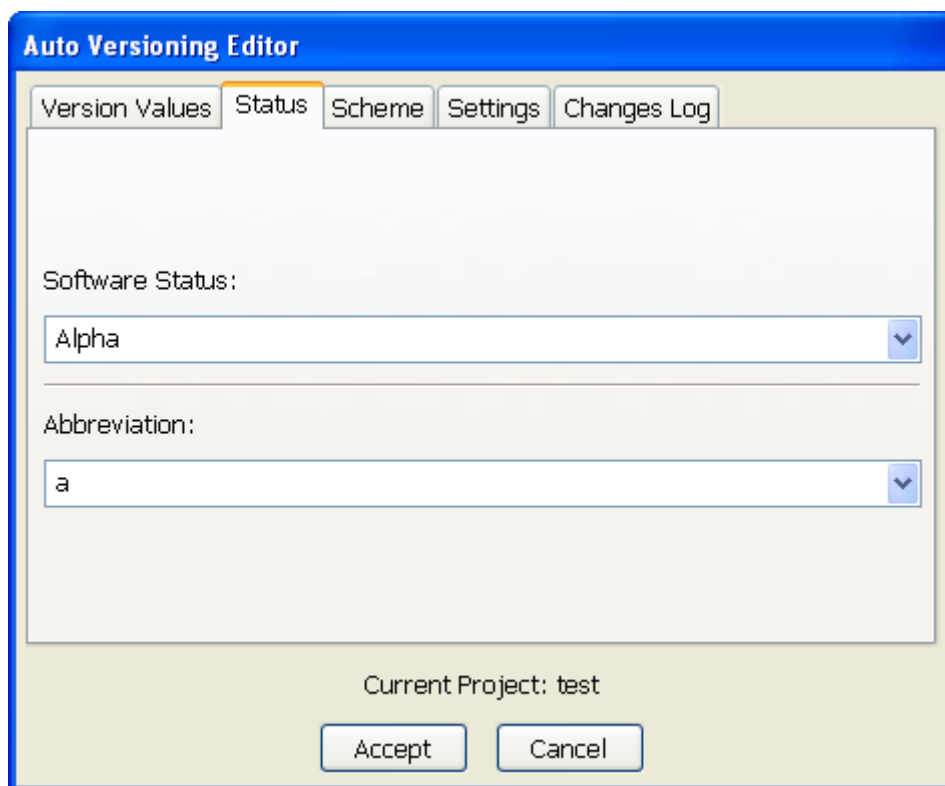 Auto Versioning Editor
Version Values Status Scheme Settings Changes Log
Software Status:
Alpha
Abbreviation:
a
Current Project: test
Accept Cancel